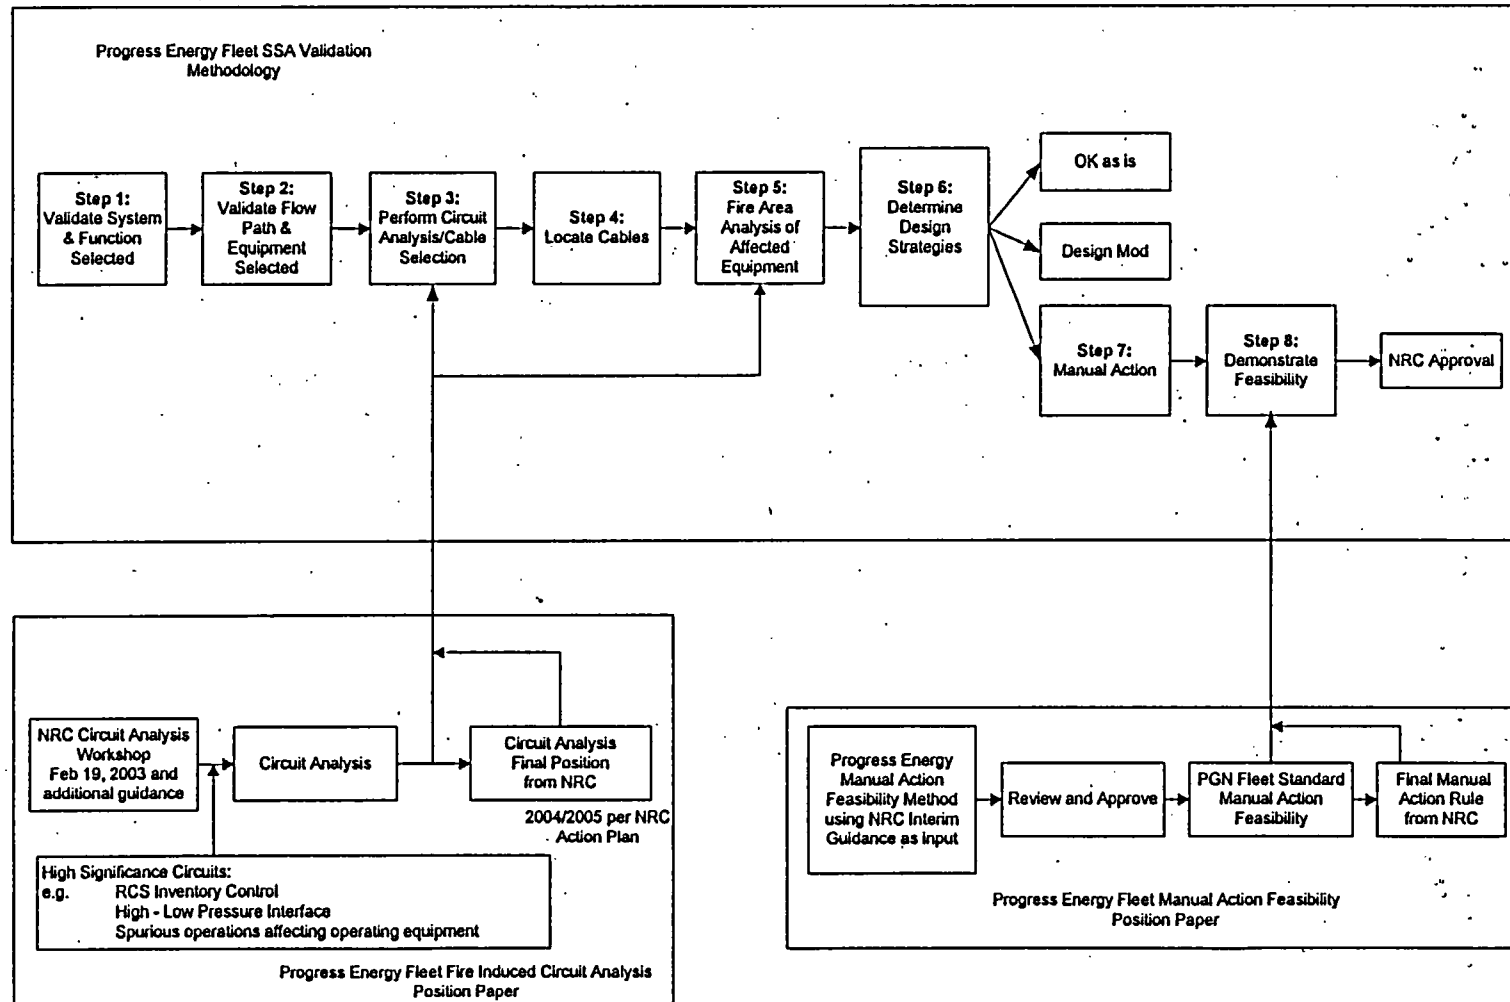 Progress Energy Fleet SSA Validation
Methodology
Step 1:
Validate System
& Function
Selected
Step 2:
Validate Flow
Path &
Equipment
Selected
Step 3:
Perform Circuit
Analysis/Cable
Selection
Step 4:
Locate Cables
Step 5:
Fire Area
Analysis of
Affected
Equipment
Step 6:
Determine
Design
Strategies
OK as is
Design Mod
Step 7:
Manual Action
Step 8:
Demonstrate
Feasibility
NRC Approval
NRC Circuit Analysis
Workshop
Feb 19, 2003 and
additional guidance
Circuit Analysis
Circuit Analysis
Final Position
from NRC
2004/2005 per NRC
Action Plan
High Significance Circuits:
e.g. RCS Inventory Control
High - Low Pressure Interface
Spurious operations affecting operating equipment
Progress Energy Fleet Fire Induced Circuit Analysis
Position Paper
Progress Energy
Manual Action
Feasibility Method
using NRC Interim
Guidance as input
Review and Approve
PGN Fleet Standard
Manual Action
Feasibility
Final Manual
Action Rule
from NRC
Progress Energy Fleet Manual Action Feasibility
Position Paper